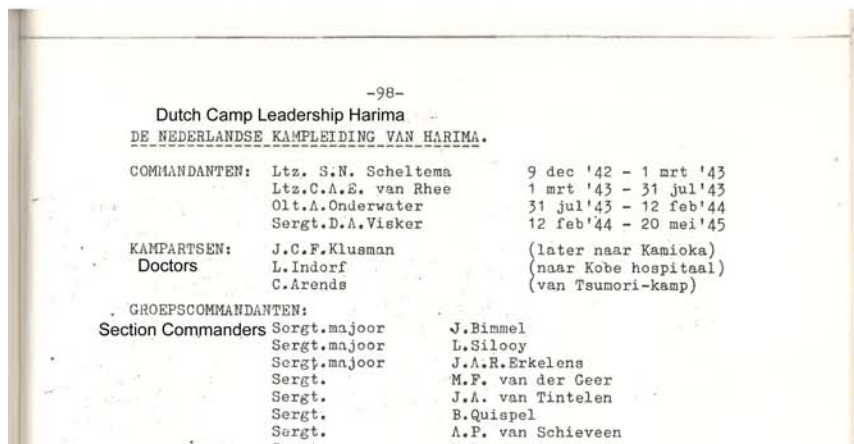 -98-
Dutch Camp Leadership Harima
DE NEDERLANDSE KAMPLEIDING VAN HARIMA.
COMMANDANTEN: Ltz. S.N. Scheltema 9 dec '42 - 1 mrt '43
Ltz.C.A.E. van Rhee 1 mrt '43 - 31 jul'43
Olt.A.Onderwater 31 jul'43 - 12 feb'44
Sergt.D.A.Visker 12 feb'44 - 20 mei'45
KAMPARTSEN: J.C.F.Klusman (later naar Kamioka)
Doctors L.Indorf (naar Kobe hospitaal)
C.Arends (van Tsumori-kamp)
GROEPSCOMMANDANTEN:
Section Commanders Sergt.majoor J.Bimmel
Sergt.majoor L.Silooy
Sergt.majoor J.A.R.Erkelens
Sergt. M.F. van der Geer
Sergt. J.A. van Tintelen
Sergt. B.Quispel
Sergt. A.P. van Schieveen